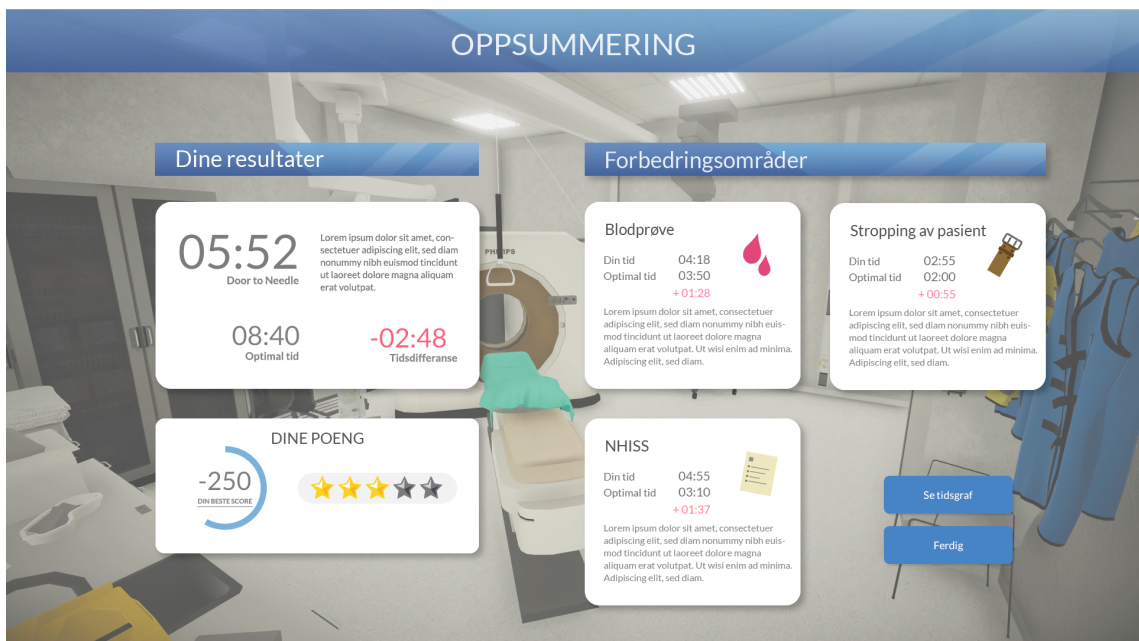 OPPSUMMERING
Dine resultater
05:52
Door to Needle
Lorem ipsum dolor sit amet, con-
sectetuer adipiscing elit, sed diam
nonummy nibh euismod tincidunt
ut laoreet dolore magna aliquam
erat volutpat.
08:40
Optimal tid
-02:48
Tidsdifferanse
DINE POENG
-250
DIN BESTE SCORE
PHILIPS
Forbedringsområder
Blodprøve
Din tid 04:18
Optimal tid 03:50
+ 01:28
Lorem ipsum dolor sit amet, consectetuer
adipiscing elit, sed diam nonummy nibh euis-
mod tincidunt ut laoreet dolore magna
aliquam erat volutpat. Ut wisi enim ad minima.
Adipiscing elit, sed diam.
Stropping av pasient
Din tid 02:55
Optimal tid 02:00
+ 00:55
Lorem ipsum dolor sit amet, consectetuer
adipiscing elit, sed diam nonummy nibh euis-
mod tincidunt ut laoreet dolore magna
aliquam erat volutpat. Ut wisi enim ad minima.
Adipiscing elit, sed diam.
NHISS
Din tid 04:55
Optimal tid 03:10
+ 01:37
Lorem ipsum dolor sit amet, consectetuer
adipiscing elit, sed diam nonummy nibh euis-
mod tincidunt ut laoreet dolore magna
aliquam erat volutpat. Ut wisi enim ad minima.
Adipiscing elit, sed diam.
Se tidsgraf
Ferdig